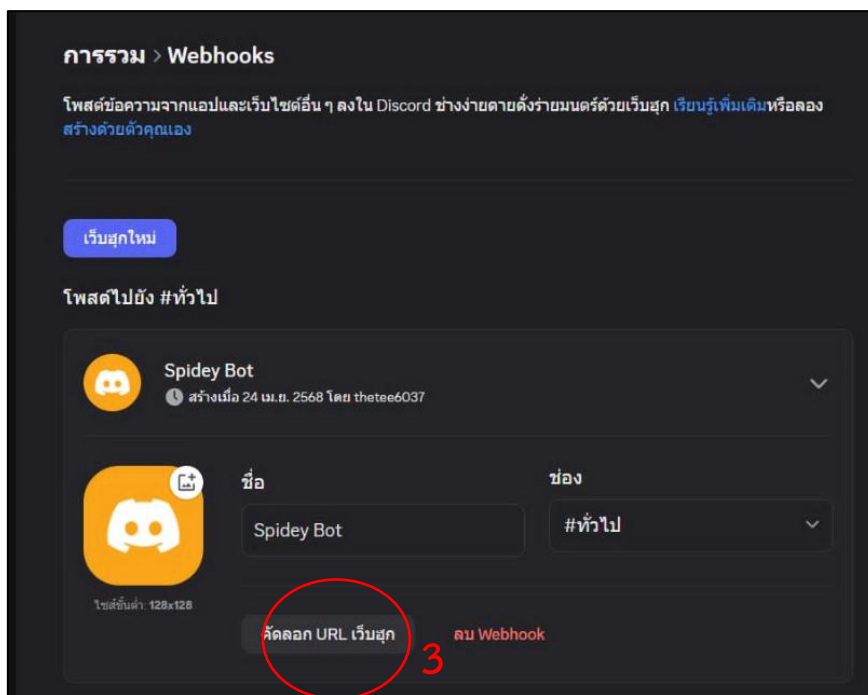 การรวม > Webhooks
โพสต์ข้อความจากแอปและเว็บไซต์อื่น ๆ ลงใน Discord ช่างง่ายดายดั่งร่ายมนตร์ด้วยเว็บฮุก เรียนรู้เพิ่มเติมหรือลอง
สร้างด้วยตัวคุณเอง
เว็บฮุกใหม่
โพสต์ไปยัง #ทั่วไป
Spidey Bot
สร้างเมื่อ 24 เม.ย. 2568 โดย thetee6037
ชื่อ
ช่อง
Spidey Bot
#ทั่วไป
ไซส์ขั้นต่ำ: 128x128
คัดลอก URL เว็บฮุก
ลบ Webhook
3